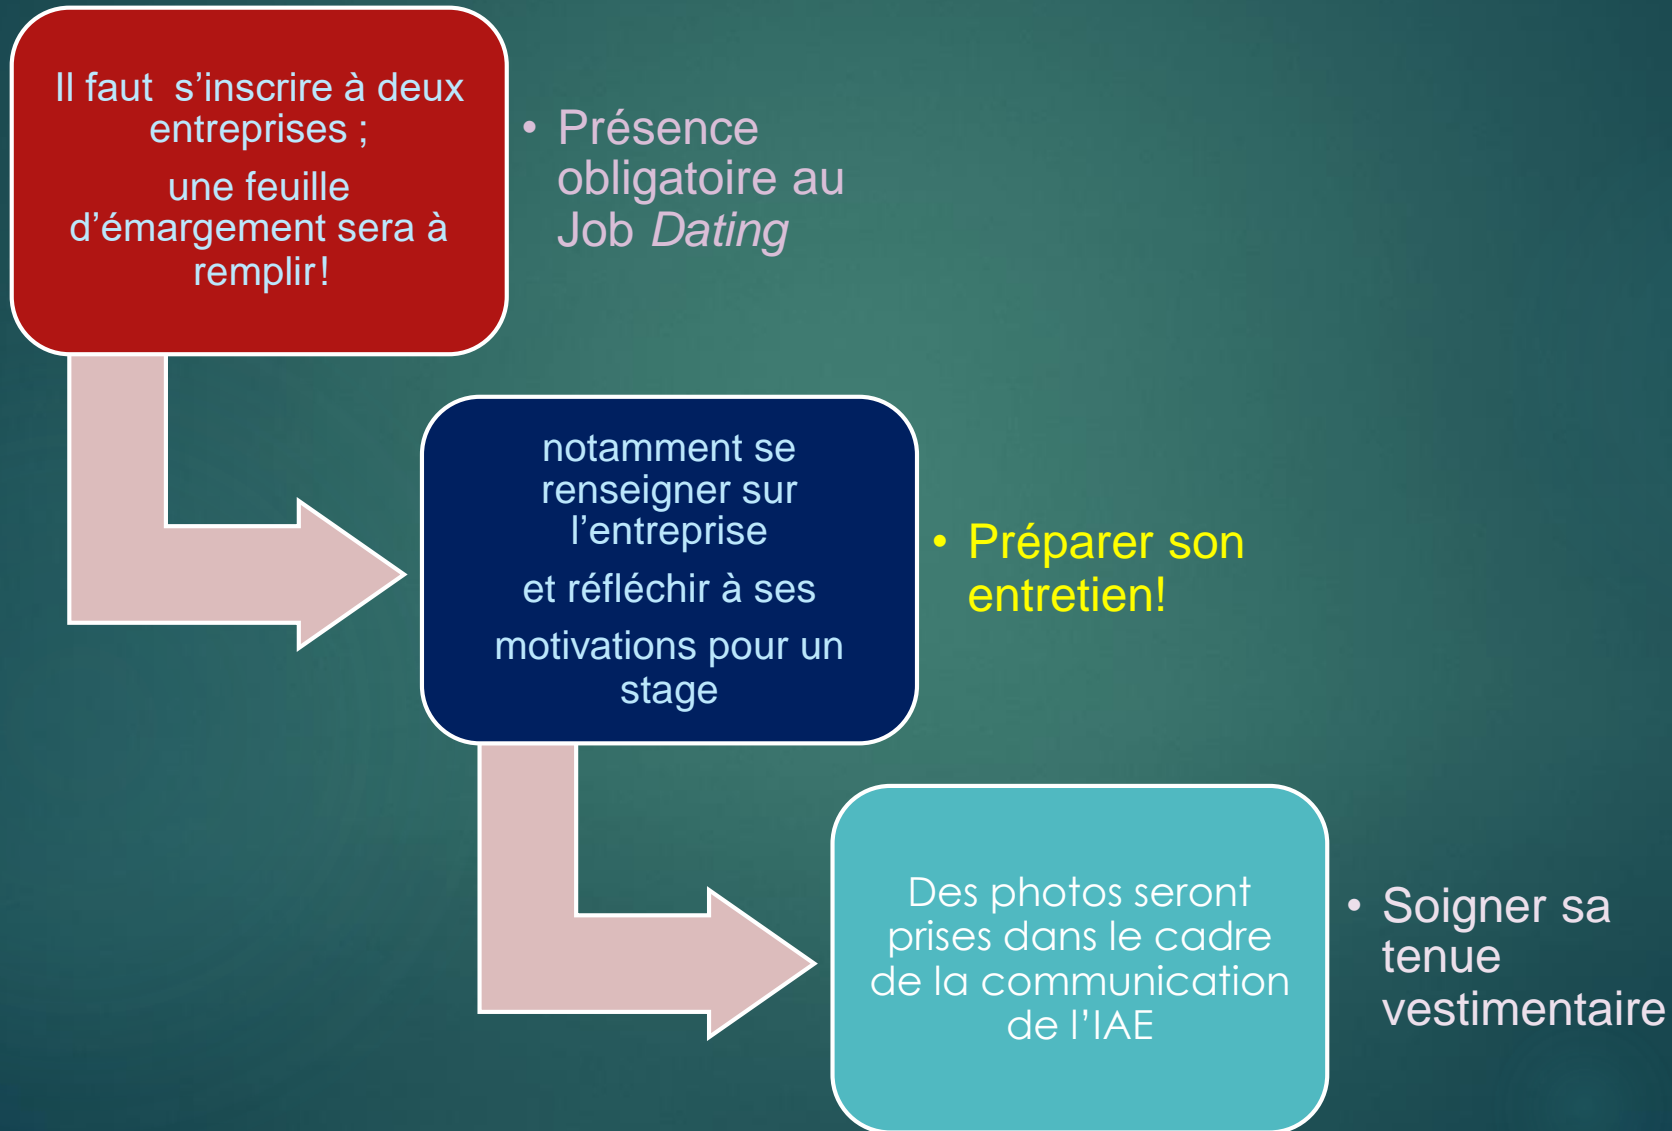 Il faut s’inscrire à deux
entreprises ;
une feuille
d’émargement sera à
remplir!
• Présence
obligatoire au
Job Dating
notamment se
renseigner sur
l’entreprise
et réfléchir à ses
motivations pour un
stage
• Préparer son
entretien!
Des photos seront
prises dans le cadre
de la communication
de l’IAE
• Soigner sa
tenue
vestimentaire